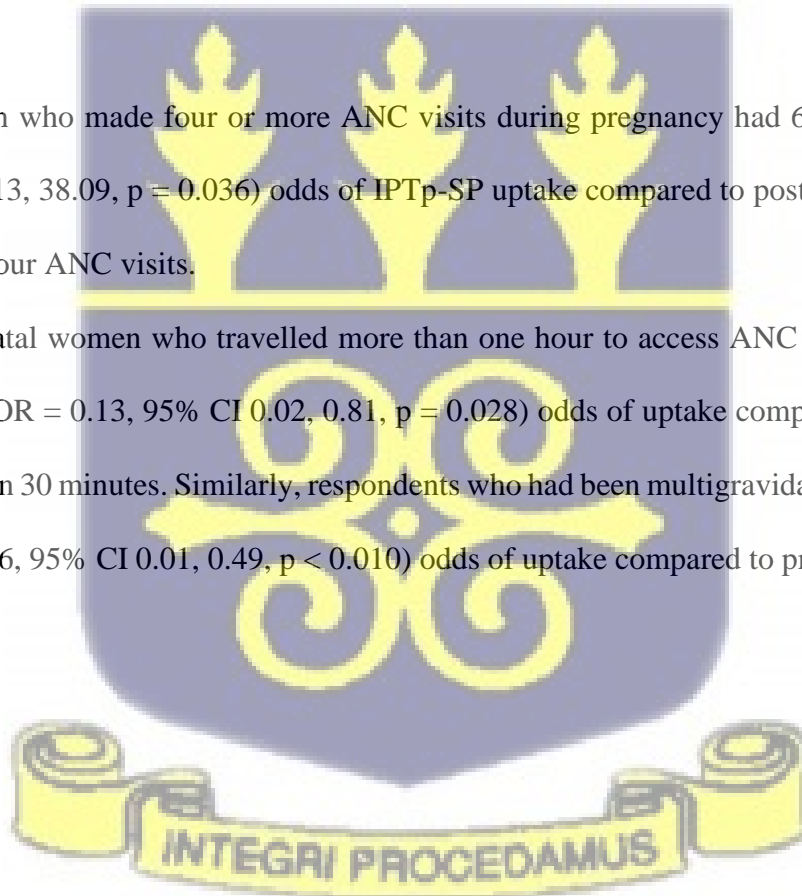 who made four or more ANC visits during pregnancy had 6
13, 38.09, p = 0.036) odds of IPTp-SP uptake compared to post
our ANC visits.
atal women who travelled more than one hour to access ANC
OR = 0.13, 95% CI 0.02, 0.81, p = 0.028) odds of uptake comp
n 30 minutes. Similarly, respondents who had been multigravida
6, 95% CI 0.01, 0.49, p < 0.010) odds of uptake compared to pr
INTEGRI PROCEDAMUS